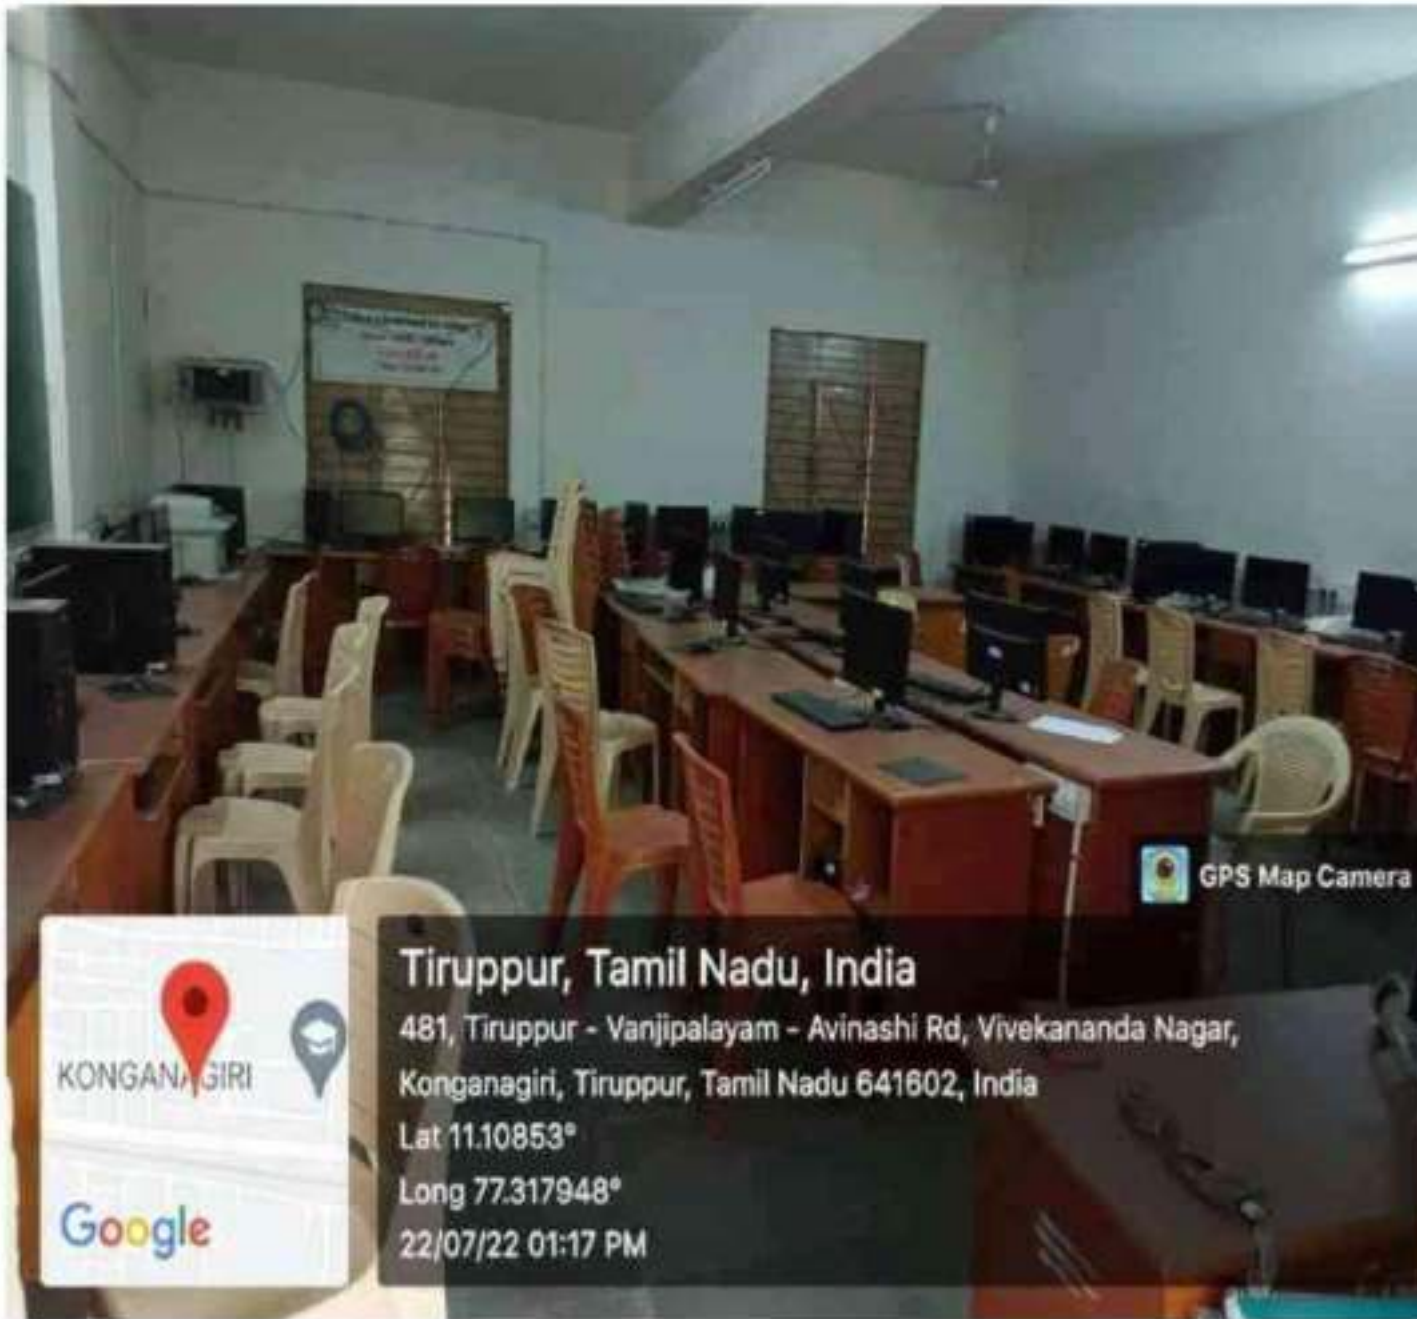 GPS Map Camera
Tiruppur, Tamil Nadu, India
481, Tiruppur - Vanjipalayam - Avinashi Rd, Vivekananda Nagar,
Konganagiri, Tiruppur, Tamil Nadu 641602, India
Lat 11.10853°
Long 77.317948°
22/07/22 01:17 PM
KONGANAGIRI
Google